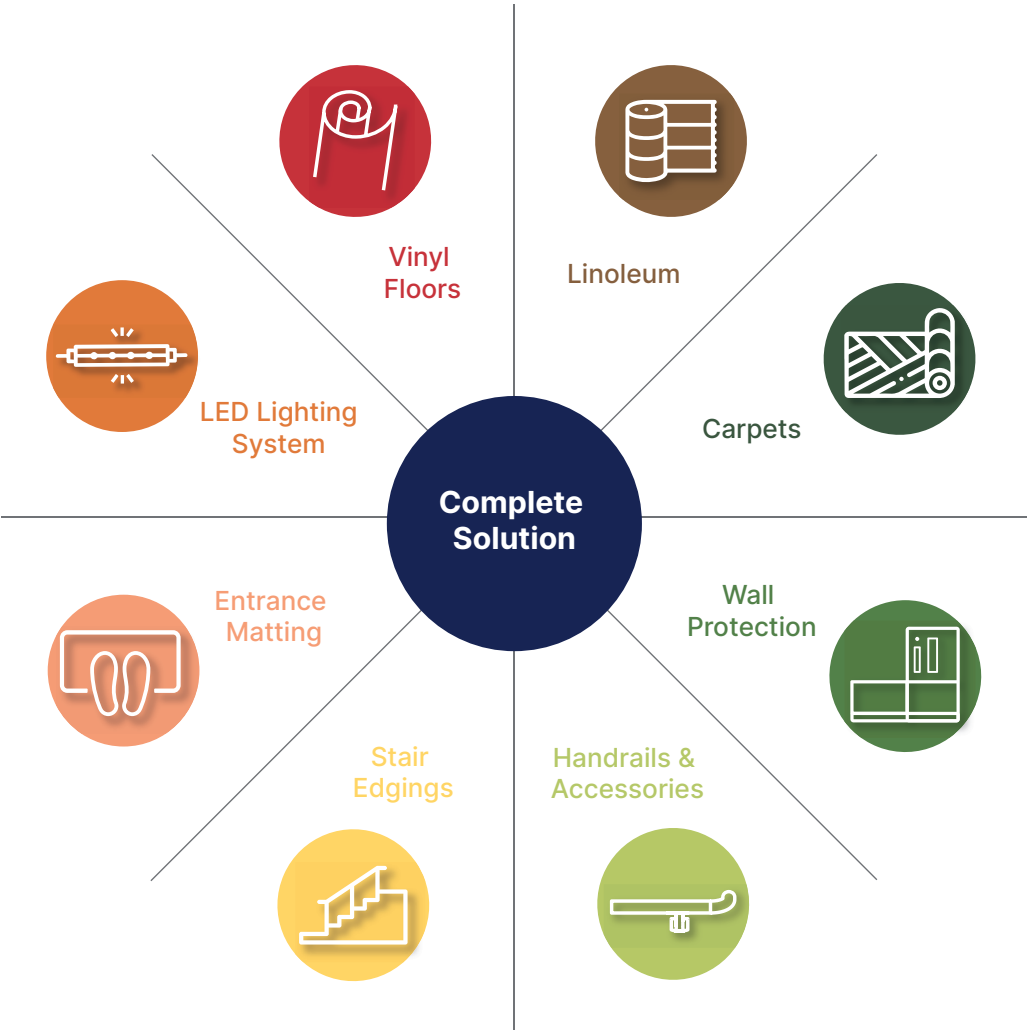 Vinyl
Floors
Linoleum
LED Lighting
System
Carpets
Complete
Solution
Entrance
Matting
Wall
Protection
Stair
Edgings
Handrails &
Accessories